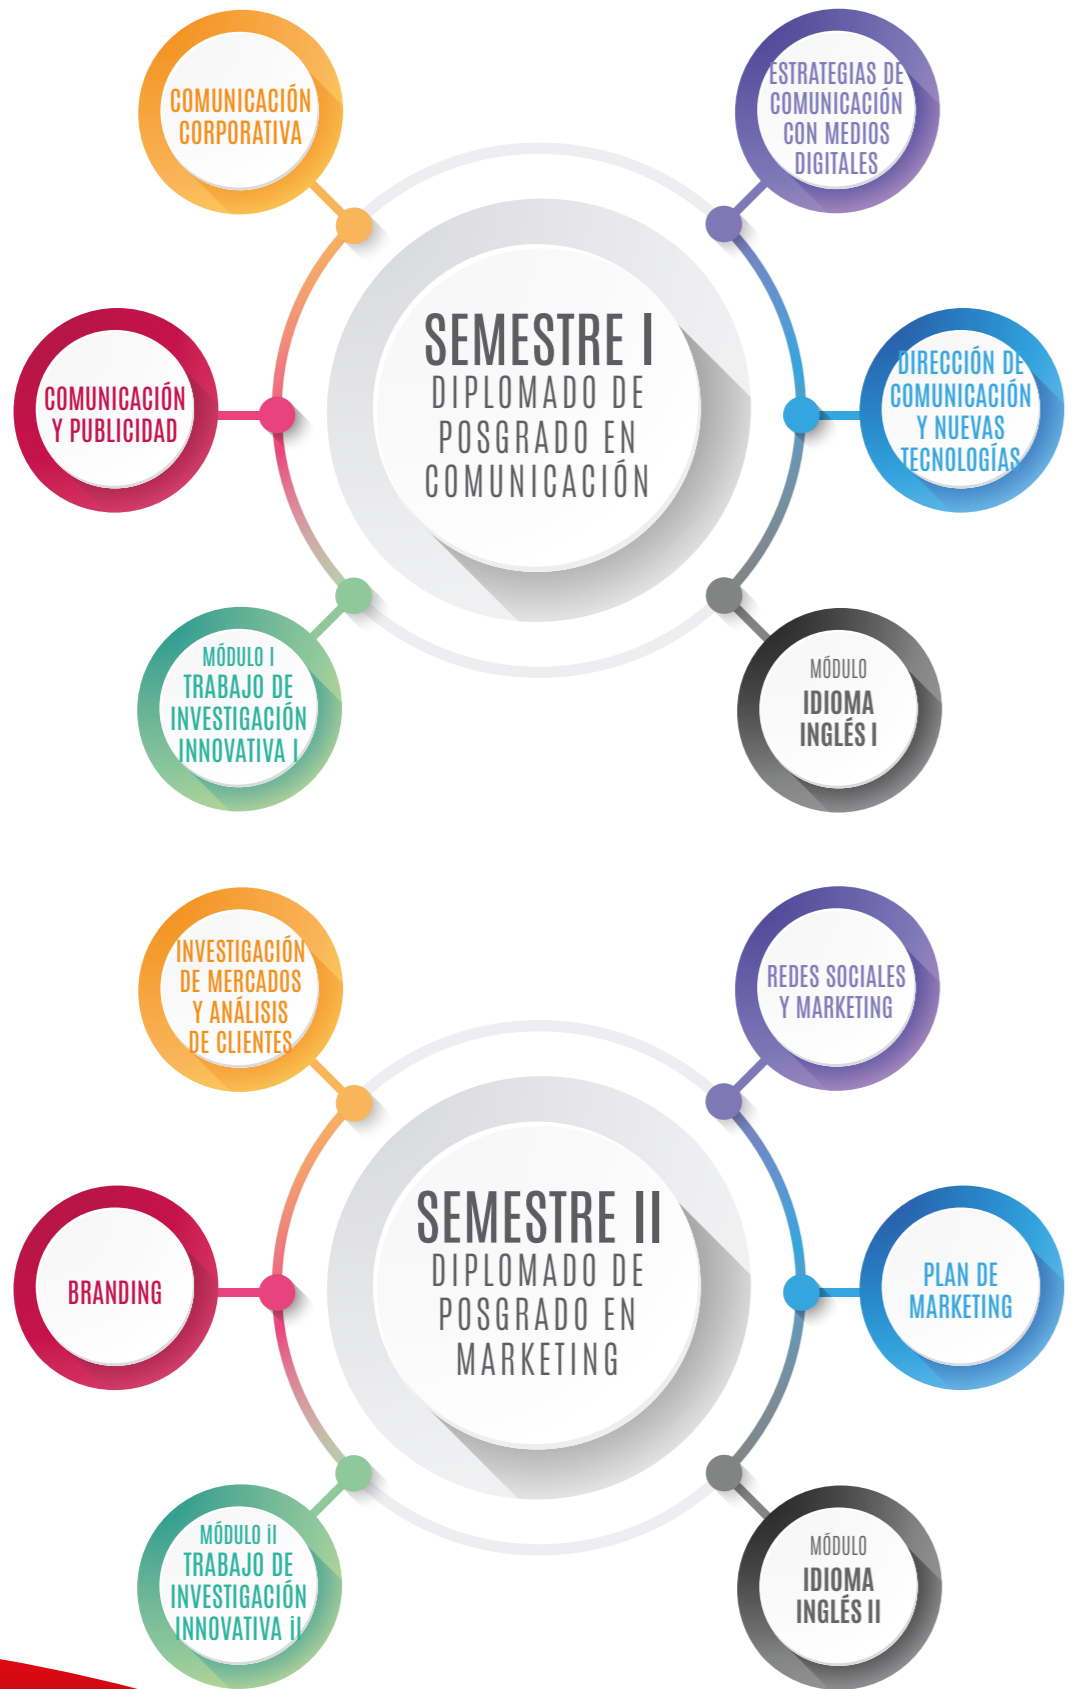 COMUNICACIÓN
CORPORATIVA
ESTRATEGIAS DE
COMUNICACIÓN
CON MEDIOS
DIGITALES
SEMESTRE I
DIPLOMADO DE
POSGRADO EN
COMUNICACIÓN
COMUNICACIÓN
Y PUBLICIDAD
DIRECCIÓN DE
COMUNICACIÓN
Y NUEVAS
TECNOLOGÍAS
MÓDULO I
TRABAJO DE
INVESTIGACIÓN
INNOVATIVA I
MÓDULO
IDIOMA
INGLÉS I
INVESTIGACIÓN
DE MERCADOS
Y ANÁLISIS
DE CLIENTES
REDES SOCIALES
Y MARKETING
SEMESTRE II
DIPLOMADO DE
POSGRADO EN
MARKETING
BRANDING
PLAN DE
MARKETING
MÓDULO iI
TRABAJO DE
INVESTIGACIÓN
INNOVATIVA iI
MÓDULO
IDIOMA
INGLÉS II